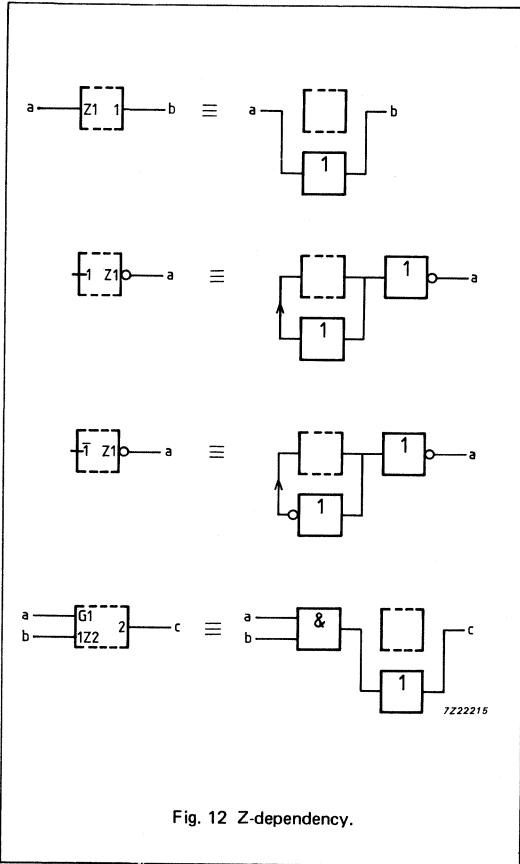 a Z1 1 b ≡ a b
1
1 Z1 a ≡ 1 a
1
1̅ Z1 a ≡ 1 a
1
a G1 2 c ≡ a & c
b 1Z2 b
1
7Z22215
Fig. 12 Z-dependency.